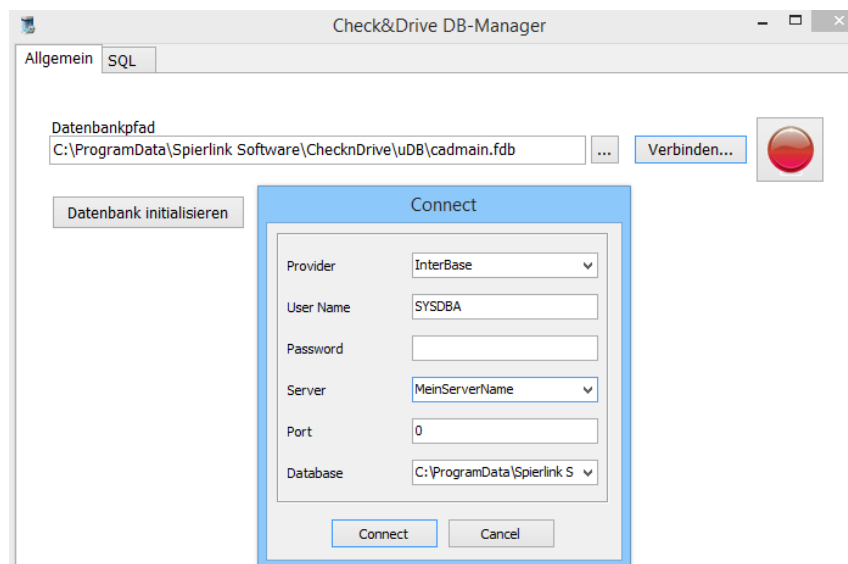 Check&Drive DB-Manager
Allgemein SQL
Datenbankpfad
C:\ProgramData\Spierlink Software\ChecknDrive\uDB\cadmain.fdb ... Verbinden...
Datenbank initialisieren
Connect
Provider InterBase
User Name SYSDBA
Password
Server MeinServerName
Port 0
Database C:\ProgramData\Spierlink S
Connect Cancel